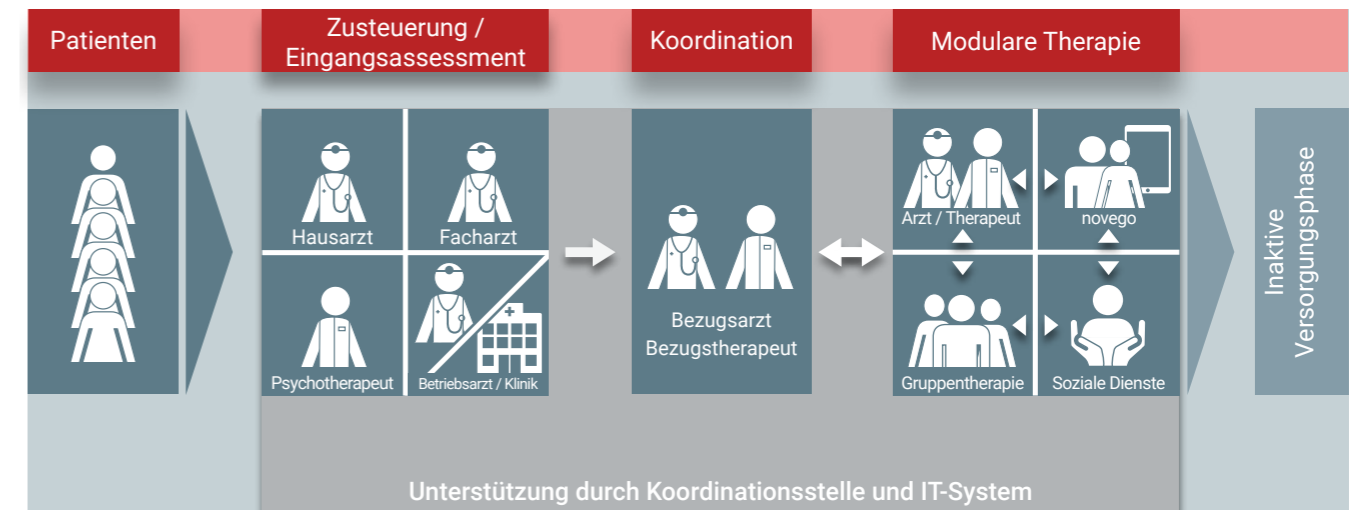 Patienten
Zusteuerung /
Eingangsassessment
Koordination
Modulare Therapie
Hausarzt
Facharzt
Psychotherapeut
Betriebsarzt / Klinik
Bezugsarzt
Bezugstherapeut
Arzt / Therapeut
novego
Gruppentherapie
Soziale Dienste
Inaktive
Versorgungsphase
Unterstützung durch Koordinationsstelle und IT-System